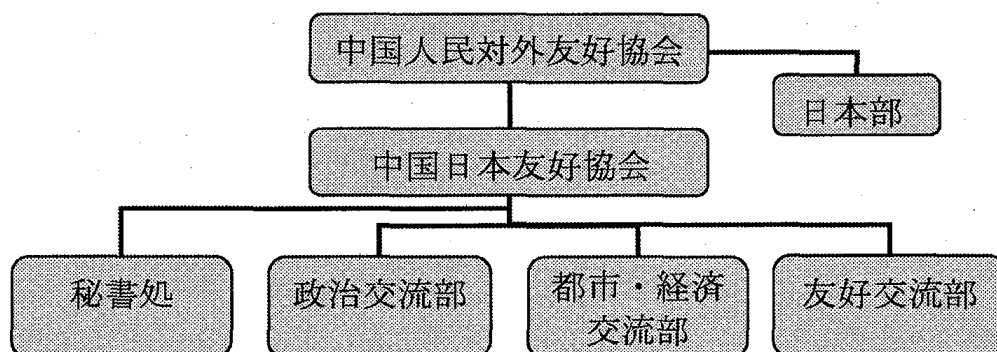 中国人民対外友好協会
日本部
中国日本友好協会
秘書処
政治交流部
都市・経済
交流部
友好交流部